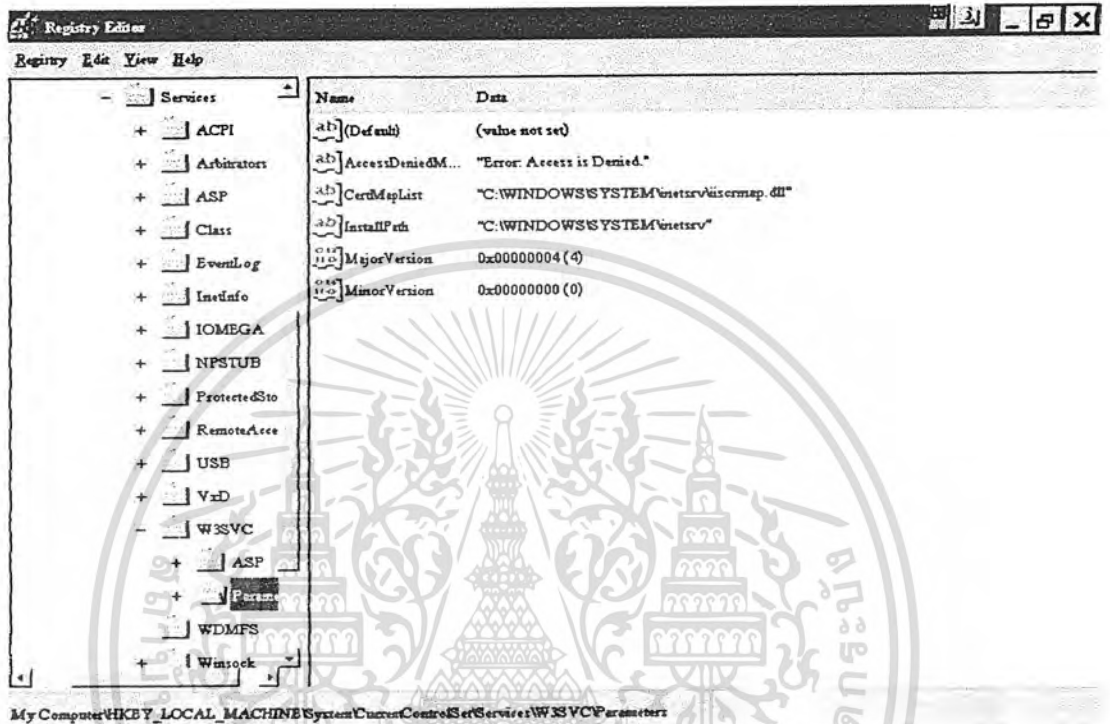 Registry Editor
Registry Edit View Help
Services
ACPI
Arbitrators
ASP
Class
EventLog
InetInfo
IOMEGA
NPSTUB
ProtectedSto
RemoteAcce
USB
VxD
W3SVC
ASP
Parame
WDMFS
Winsock
Name Data
(Default) (value not set)
AccessDeniedM... "Error: Access is Denied."
CertMapList "C:\WINDOWS\SYSTEM\inetsrv\iiscrmap.dll"
InstallPath "C:\WINDOWS\SYSTEM\inetsrv"
MajorVersion 0x00000004 (4)
MinorVersion 0x00000000 (0)
My Computer\HKEY_LOCAL_MACHINE\System\CurrentControlSet\Services\W3SVC\Parameters